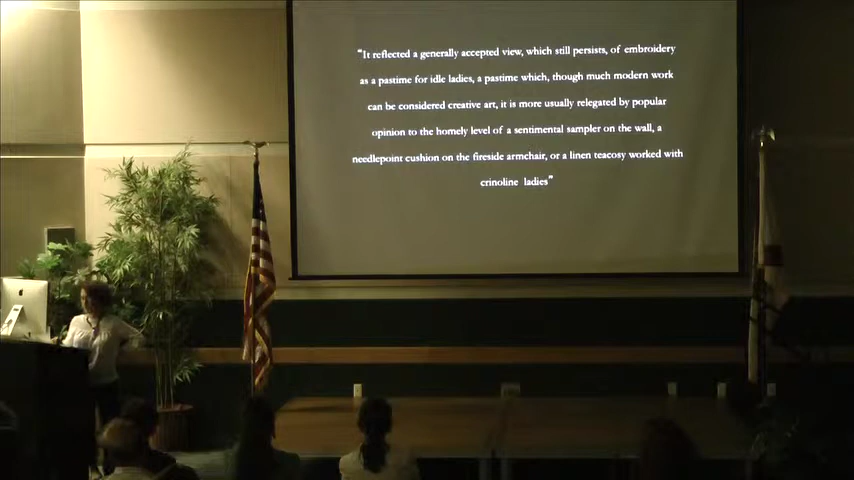 "It reflected a generally accepted view, which still persists, of embroidery
as a pastime for idle ladies, a pastime which, though much modern work
can be considered creative art, it is more usually relegated by popular
opinion to the homely level of a sentimental sampler on the wall, a
needlepoint cushion on the fireside armchair, or a linen teacosy worked with
crinoline ladies"